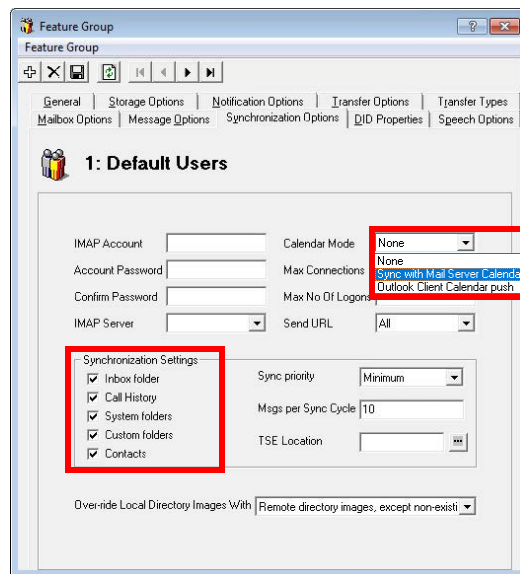 Feature Group
Feature Group
General Storage Options Notification Options Transfer Options Transfer Types
Mailbox Options Message Options Synchronization Options DID Properties Speech Options
1: Default Users
IMAP Account Calendar Mode None
None
Account Password Max Connections Sync with Mail Server Calenda
Outlook Client Calendar push
Confirm Password Max No Of Logons
IMAP Server Send URL All
Synchronization Settings
Inbox folder Sync priority Minimum
Call History
System folders Msgs per Sync Cycle 10
Custom folders
TSE Location ...
Contacts
Over-ride Local Directory Images With Remote directory images, except non-existi